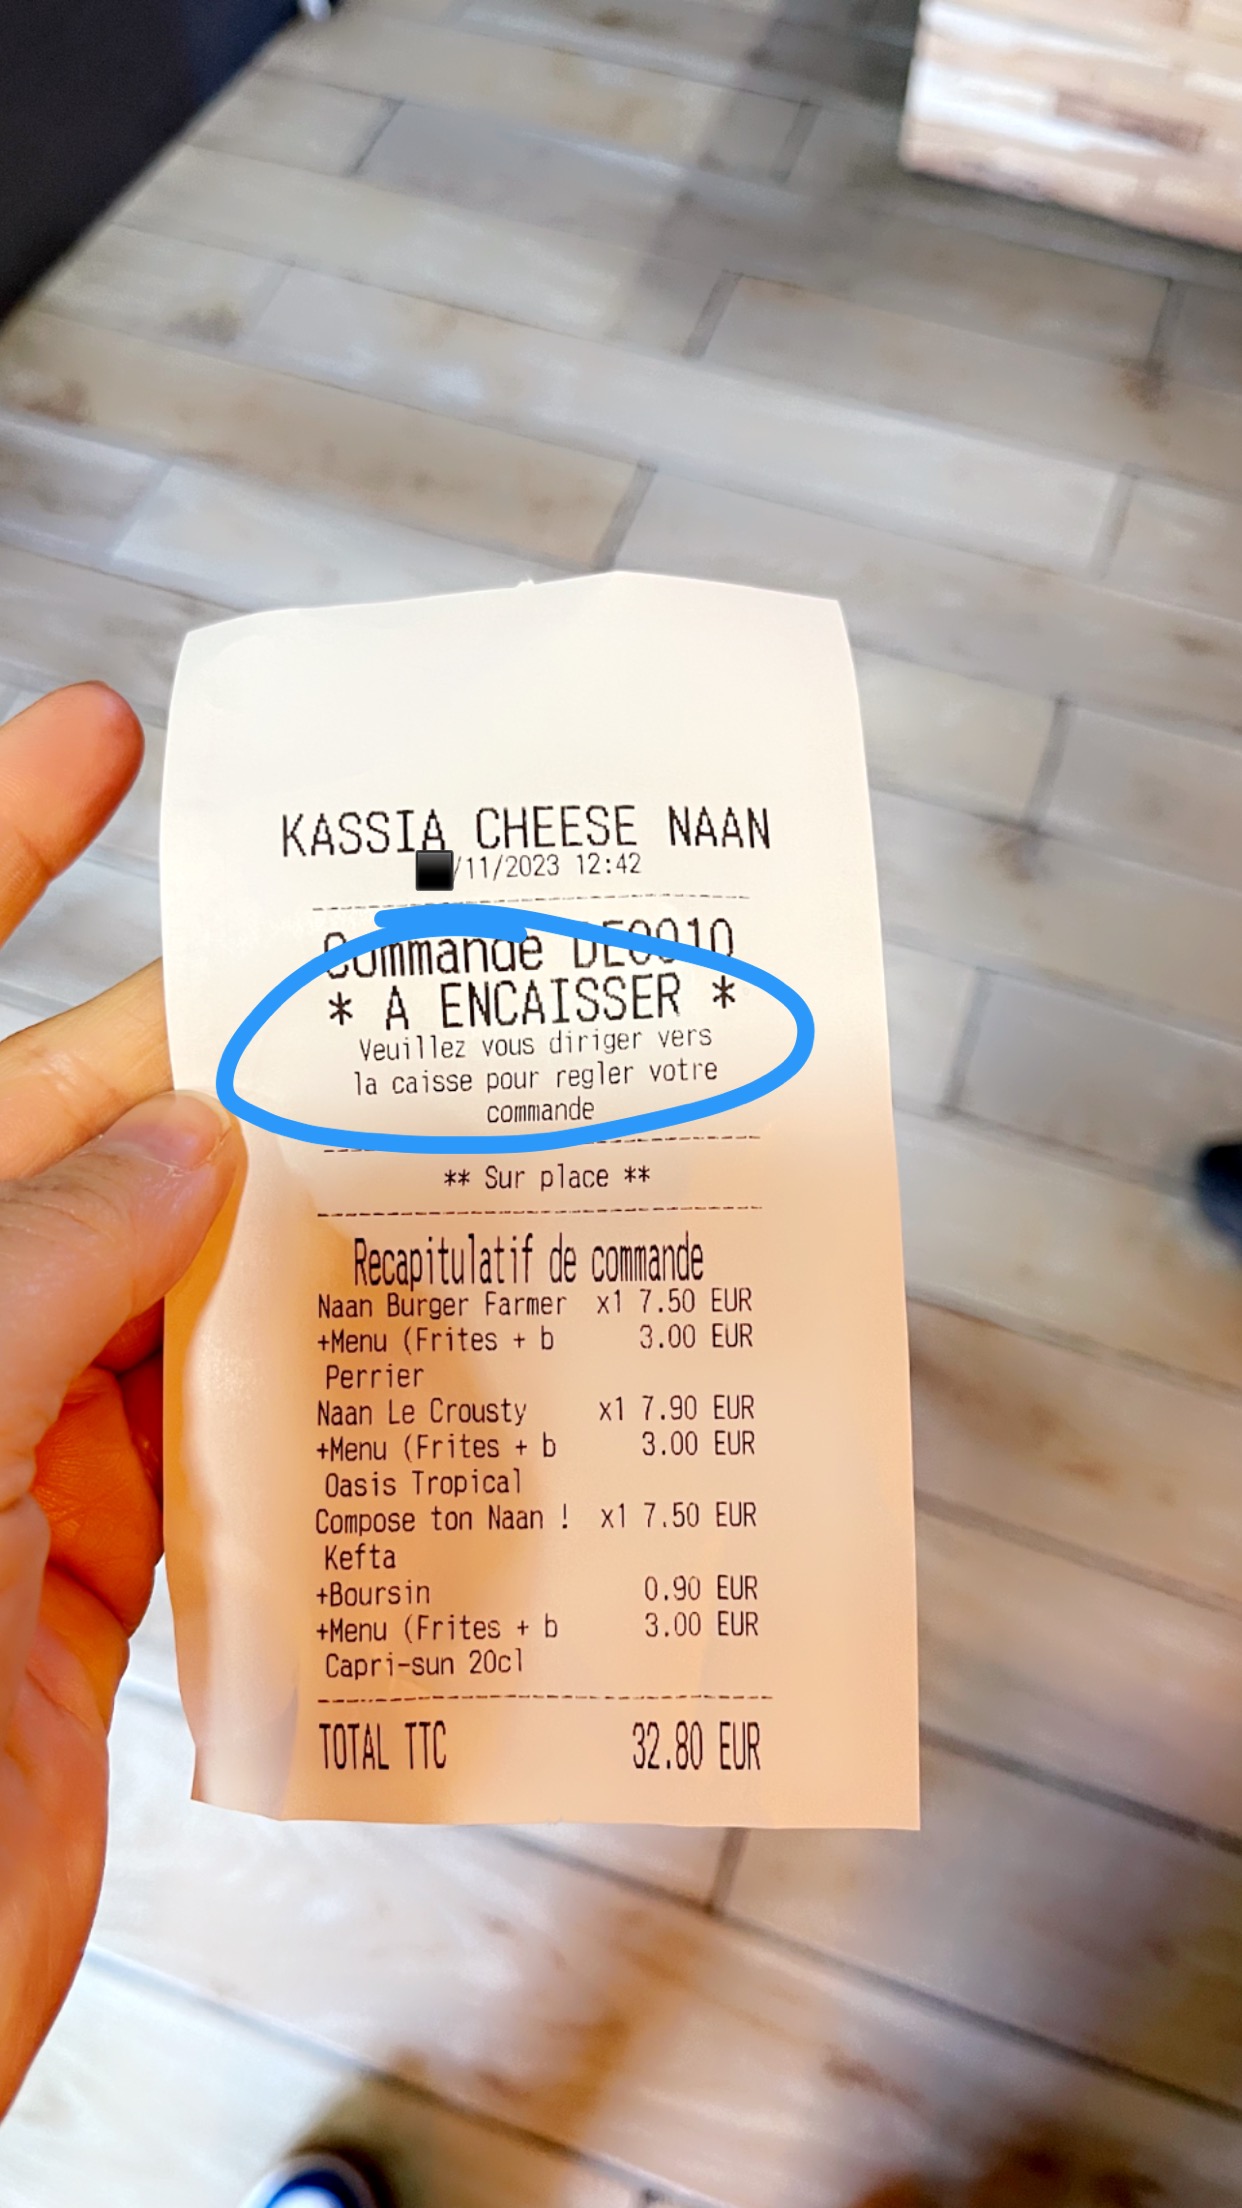 KASSIA CHEESE NAAN
/11/2023 12:42
Commande DE0010
* A ENCAISSER *
Veuillez vous diriger vers
la caisse pour regler votre
commande
** Sur place **
Recapitulatif de commande
Naan Burger Farmer x1 7.50 EUR
+Menu (Frites + b 3.00 EUR
Perrier
Naan Le Crousty x1 7.90 EUR
+Menu (Frites + b 3.00 EUR
Oasis Tropical
Compose ton Naan ! x1 7.50 EUR
Kefta
+Boursin 0.90 EUR
+Menu (Frites + b 3.00 EUR
Capri-sun 20cl
TOTAL TTC 32.80 EUR